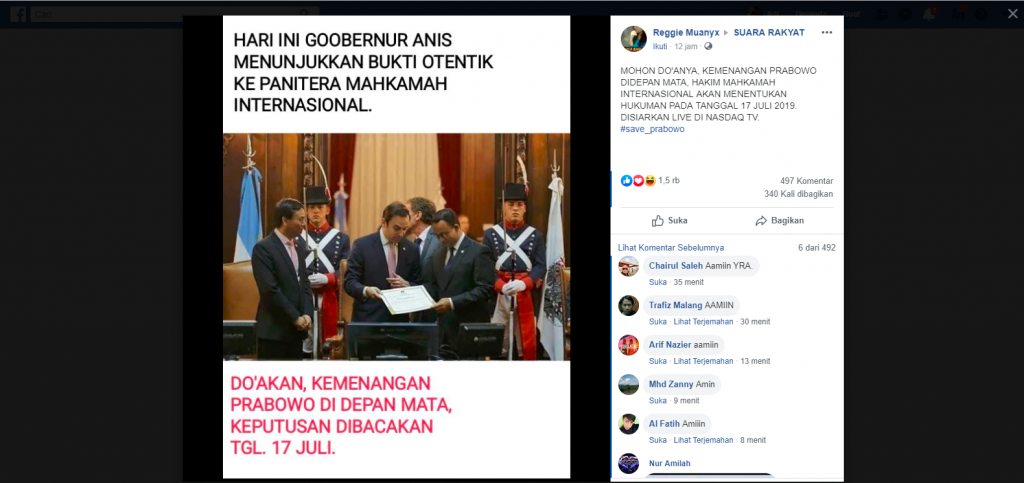 HARI INI GOOBERNUR ANIS
MENUNJUKKAN BUKTI OTENTIK
KE PANITERA MAHKAMAH
INTERNASIONAL.
DO'AKAN, KEMENANGAN
PRABOWO DI DEPAN MATA,
KEPUTUSAN DIBACAKAN
TGL. 17 JULI.
Reggie Muanyx ▸ SUARA RAKYAT
Ikuti · 12 jam ·
MOHON DO'ANYA, KEMENANGAN PRABOWO
DIDEPAN MATA, HAKIM MAHKAMAH
INTERNASIONAL AKAN MENENTUKAN
HUKUMAN PADA TANGGAL 17 JULI 2019.
DISIARKAN LIVE DI NASDAQ TV.
#save_prabowo
1,5 rb
497 Komentar
340 Kali dibagikan
Suka
Bagikan
Lihat Komentar Sebelumnya
6 dari 492
Chairul Saleh Aamiin YRA.
Suka · 35 menit
Trafiz Malang AAMIIN
Suka · Lihat Terjemahan · 30 menit
Arif Nazier aamiin
Suka · Lihat Terjemahan · 13 menit
Mhd Zanny Amin
Suka · 9 menit
Al Fatih Amiiin
Suka · Lihat Terjemahan · 8 menit
Nur Amilah